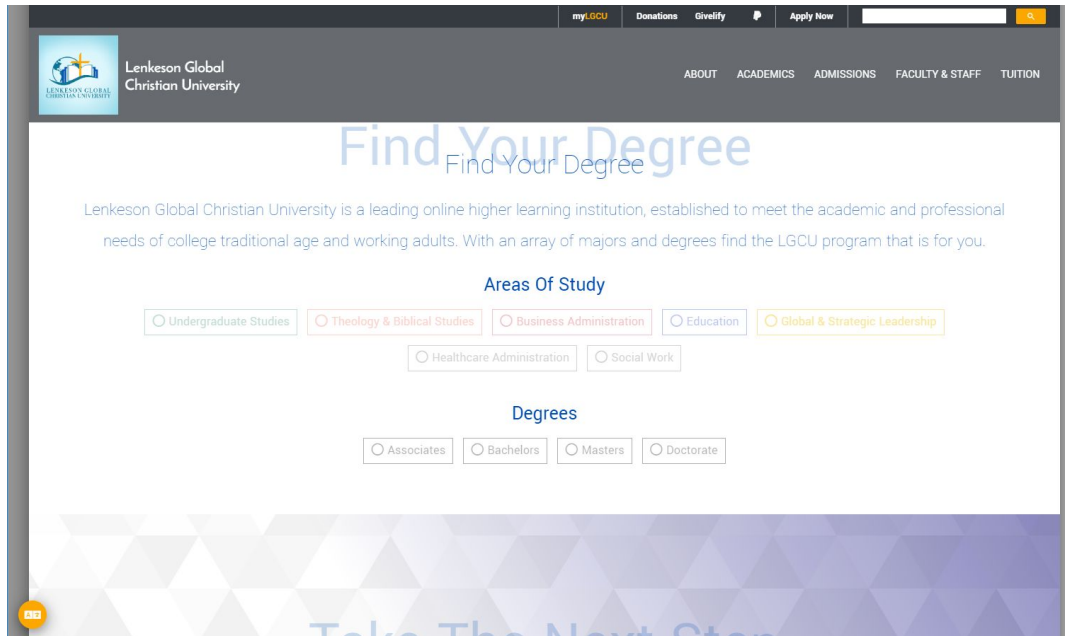 myLGCU Donations Givelify Apply Now
LENKESON GLOBAL
CHRISTIAN UNIVERSITY
Lenkeson Global
Christian University
ABOUT ACADEMICS ADMISSIONS FACULTY & STAFF TUITION
Find Your Degree
Find Your Degree
Lenkeson Global Christian University is a leading online higher learning institution, established to meet the academic and professional
needs of college traditional age and working adults. With an array of majors and degrees find the LGCU program that is for you.
Areas Of Study
Undergraduate Studies Theology & Biblical Studies Business Administration Education Global & Strategic Leadership
Healthcare Administration Social Work
Degrees
Associates Bachelors Masters Doctorate
Take The Next Step